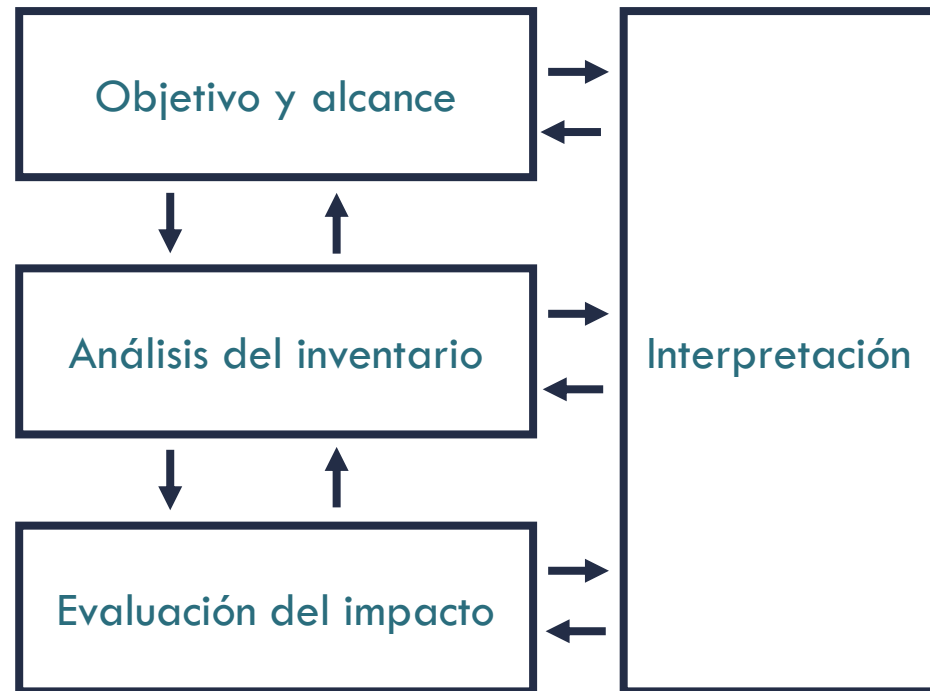 Objetivo y alcance
Análisis del inventario
Interpretación
Evaluación del impacto